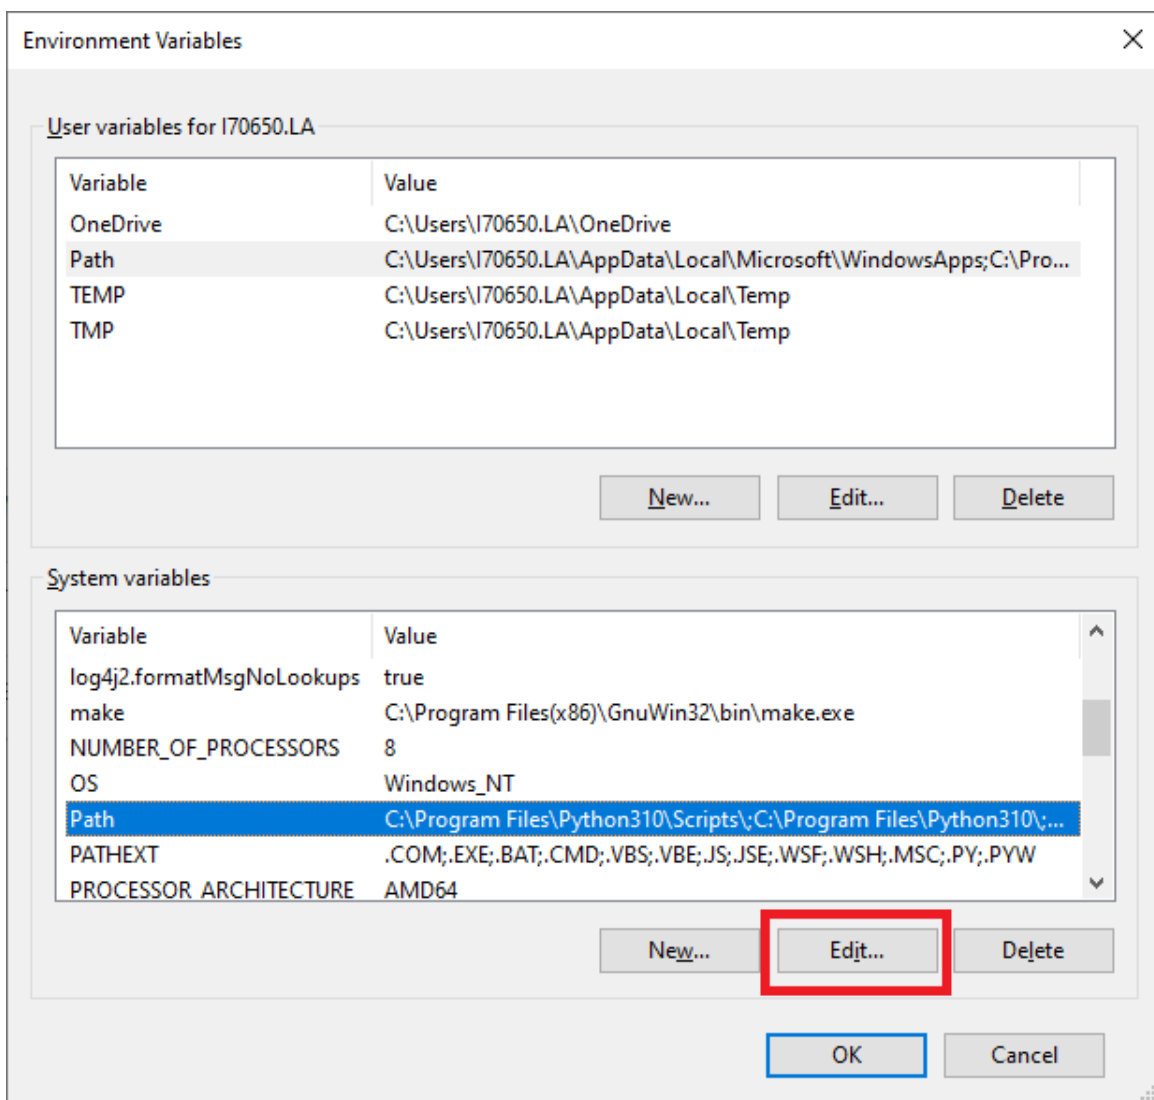 Environment Variables
User variables for I70650.LA
Variable Value
OneDrive C:\Users\I70650.LA\OneDrive
Path C:\Users\I70650.LA\AppData\Local\Microsoft\WindowsApps;C:\Pro...
TEMP C:\Users\I70650.LA\AppData\Local\Temp
TMP C:\Users\I70650.LA\AppData\Local\Temp
New... Edit... Delete
System variables
Variable Value
log4j2.formatMsgNoLookups true
make C:\Program Files(x86)\GnuWin32\bin\make.exe
NUMBER_OF_PROCESSORS 8
OS Windows_NT
Path C:\Program Files\Python310\Scripts\;C:\Program Files\Python310\;...
PATHEXT .COM;.EXE;.BAT;.CMD;.VBS;.VBE;.JS;.JSE;.WSF;.WSH;.MSC;.PY;.PYW
PROCESSOR_ARCHITECTURE AMD64
New... Edit... Delete
OK Cancel